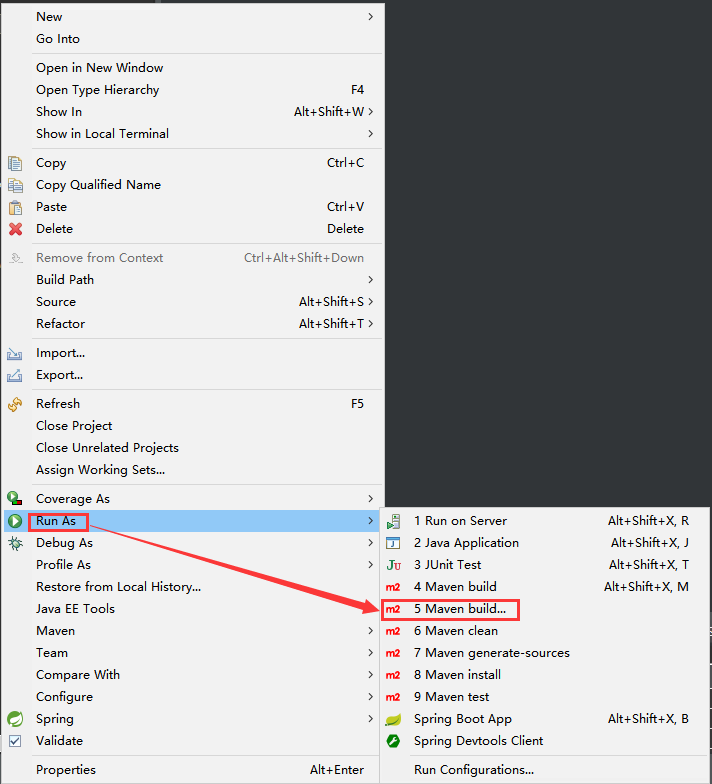 New
Go Into
Open in New Window
Open Type Hierarchy F4
Show In Alt+Shift+W >
Show in Local Terminal
Copy Ctrl+C
Copy Qualified Name
Paste Ctrl+V
Delete Delete
Remove from Context Ctrl+Alt+Shift+Down
Build Path
Source Alt+Shift+S >
Refactor Alt+Shift+T >
Import...
Export...
Refresh F5
Close Project
Close Unrelated Projects
Assign Working Sets...
Coverage As
Run As
Debug As
Profile As
Restore from Local History...
Java EE Tools
Maven
Team
Compare With
Configure
Spring
Validate
Properties Alt+Enter
1 Run on Server Alt+Shift+X, R
J 2 Java Application Alt+Shift+X, J
Ju 3 JUnit Test Alt+Shift+X, T
m2 4 Maven build Alt+Shift+X, M
m2 5 Maven build...
m2 6 Maven clean
m2 7 Maven generate-sources
m2 8 Maven install
m2 9 Maven test
Spring Boot App Alt+Shift+X, B
Spring Devtools Client
Run Configurations...